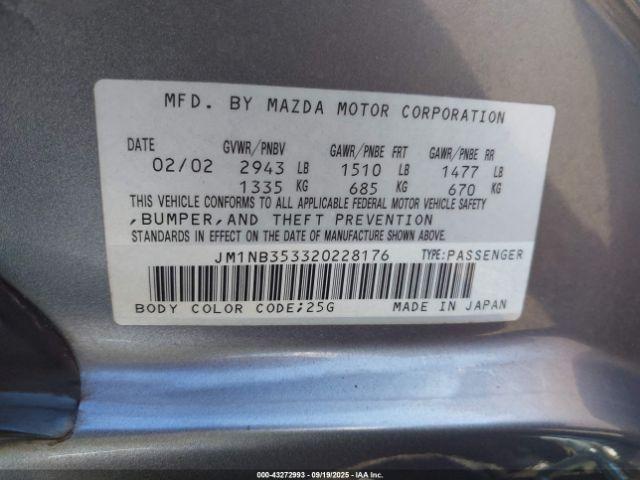 MFD. BY MAZDA MOTOR CORPORATION
DATE GVWR/PNBV GAWR/PNBE FRT GAWR/PNBE RR
02/02 2943 LB 1510 LB 1477 LB
1335 KG 685 KG 670 KG
THIS VEHICLE CONFORMS TO ALL APPLICABLE FEDERAL MOTOR VEHICLE SAFETY
,BUMPER,AND THEFT PREVENTION
STANDARDS IN EFFECT ON THE DATE OF MANUFACTURE SHOWN ABOVE.
JM1NB353320228176 TYPE:PASSENGER
BODY COLOR CODE;25G MADE IN JAPAN
000-43272993 - 09/19/2025 - IAAI, Inc.